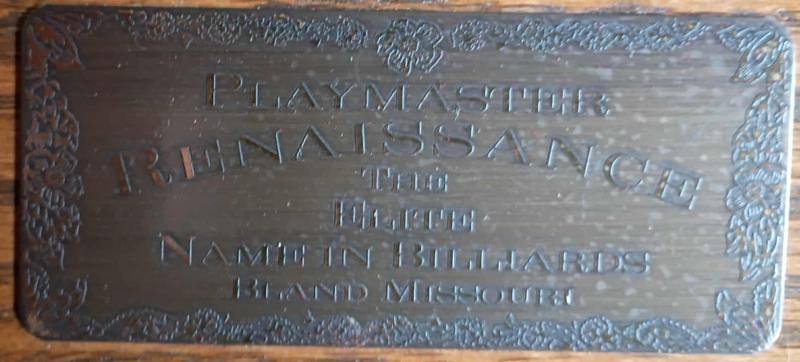 PLAYMASTER
RENAISSANCE
THE
ELITE
NAME IN BILLIARDS
BLAND MISSOURI